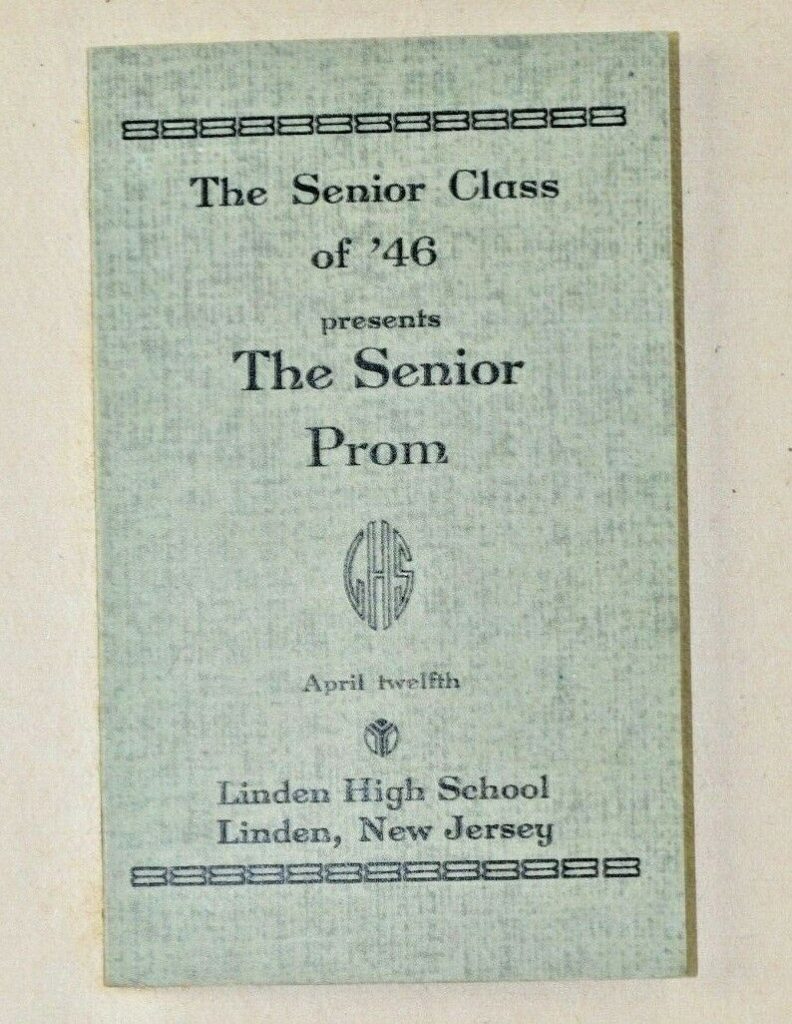 The Senior Class
of '46
presents
The Senior
Prom
LHS
April twelfth
Linden High School
Linden, New Jersey